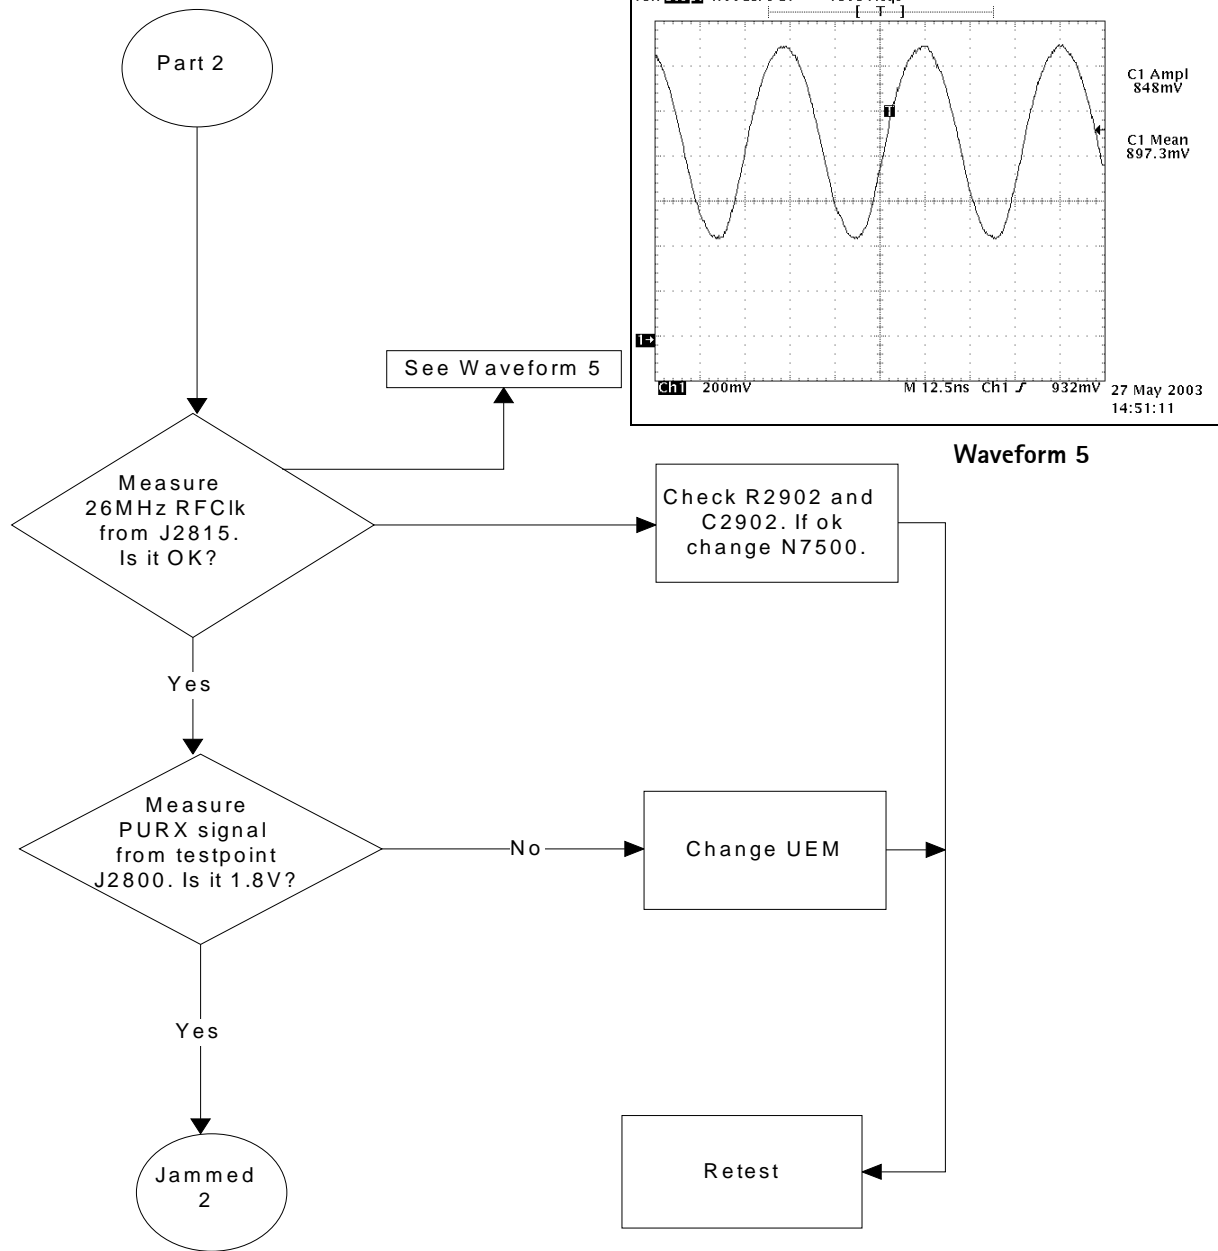 Part 2
C1 Ampl
848mV
C1 Mean
897.3mV
T
T
1
Ch1 200mV M 12.5ns Ch1 932mV
27 May 2003
14:51:11
Waveform 5
See Waveform 5
Measure
26MHz RFClk
from J2815.
Is it OK?
Check R2902 and
C2902. If ok
change N7500.
Yes
Measure
PURX signal
from testpoint
J2800. Is it 1.8V?
No
Change UEM
Yes
Jammed
2
Retest